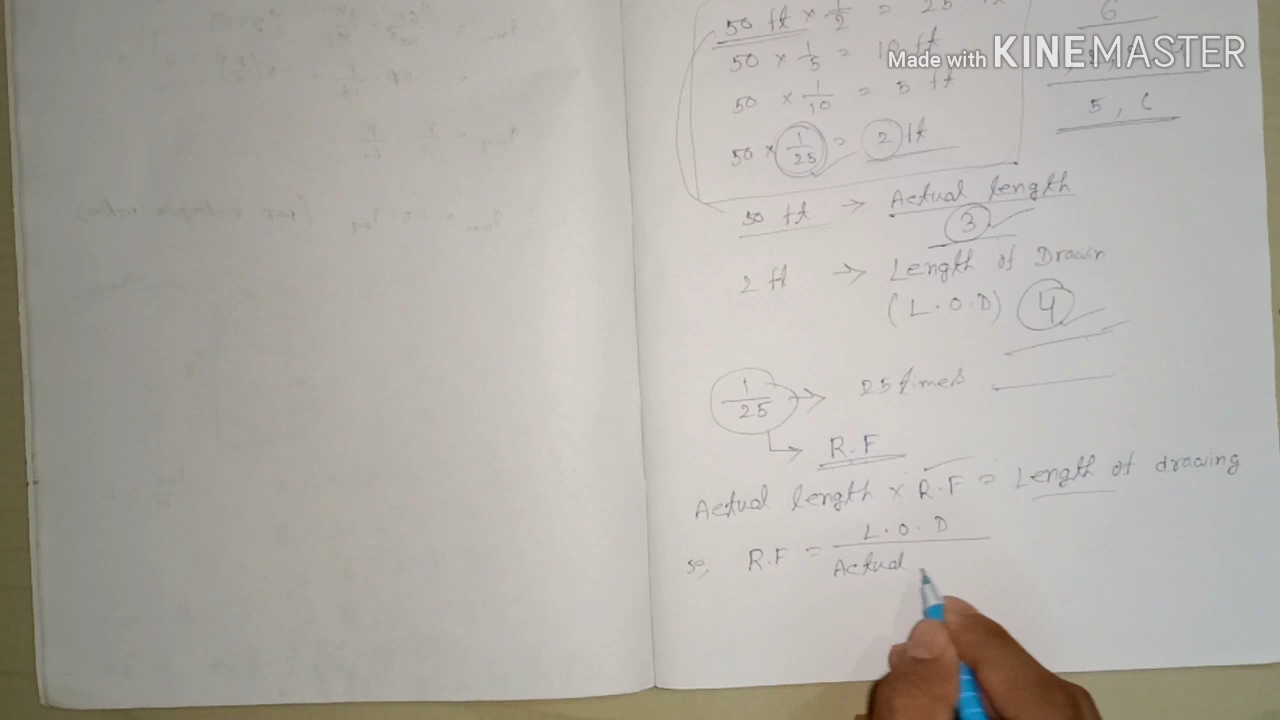 50 ft × 1/2 = 25
50 × 1/5 = 10 ft
50 × 1/10 = 5 ft
50 × 1/25 = 2 ft
6
5, 6
Made with KINEMASTER
50 ft → Actual length
3
2 ft → Length of Drawn
(L.O.D) 4
1/25 → 25 times
R.F
Actual length × R.F = Length of drawing
so, R.F = L.O.D / Actual